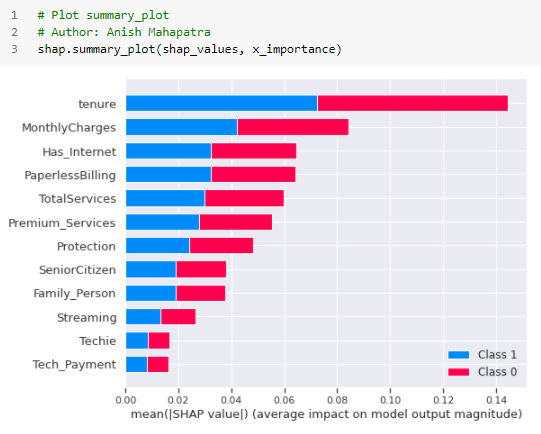 1 # Plot summary_plot
2 # Author: Anish Mahapatra
3 shap.summary_plot(shap_values, x_importance)
tenure
MonthlyCharges
Has_Internet
PaperlessBilling
TotalServices
Premium_Services
Protection
SeniorCitizen
Family_Person
Streaming
Techie
Tech_Payment
Class 1
Class 0
0.00 0.02 0.04 0.06 0.08 0.10 0.12 0.14
mean(|SHAP value|) (average impact on model output magnitude)